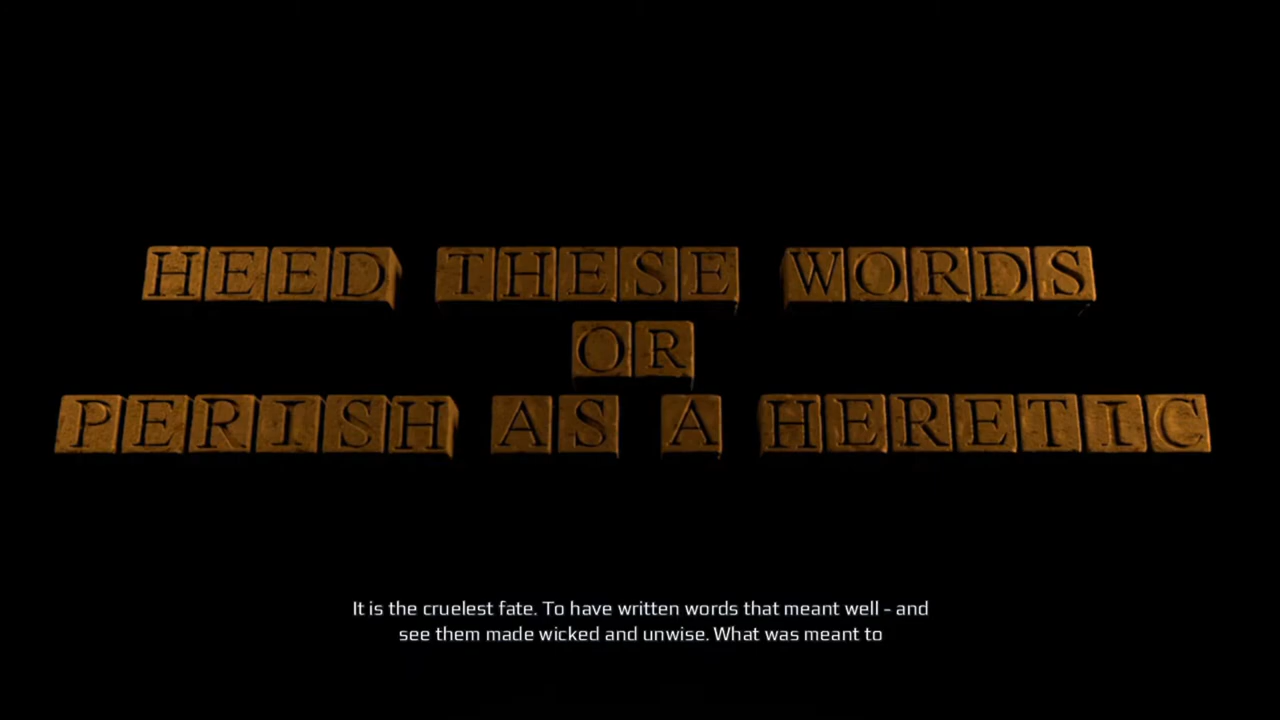 HEED THESE WORDS
OR
PERISH AS A HERETIC
It is the cruelest fate. To have written words that meant well - and
see them made wicked and unwise. What was meant to